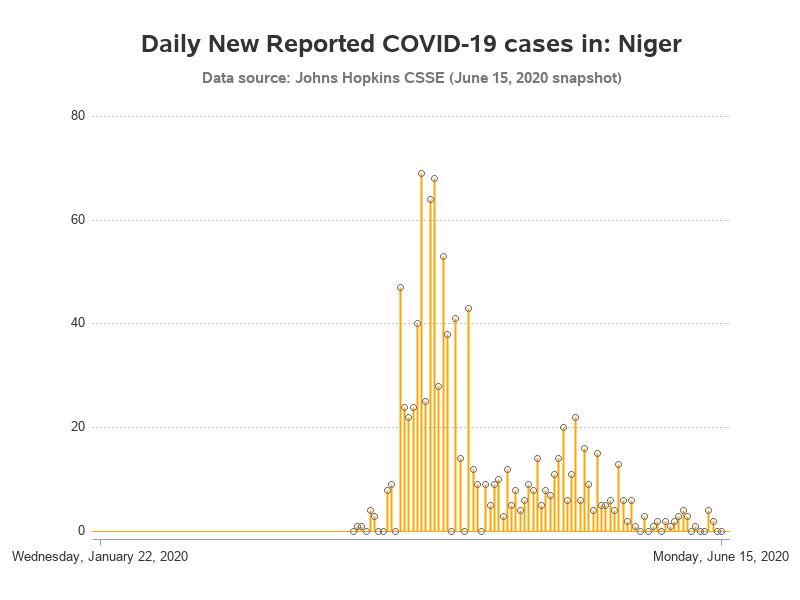 Daily New Reported COVID-19 cases in: Niger
Data source: Johns Hopkins CSSE (June 15, 2020 snapshot)
80
60
40
20
0
Wednesday, January 22, 2020
Monday, June 15, 2020